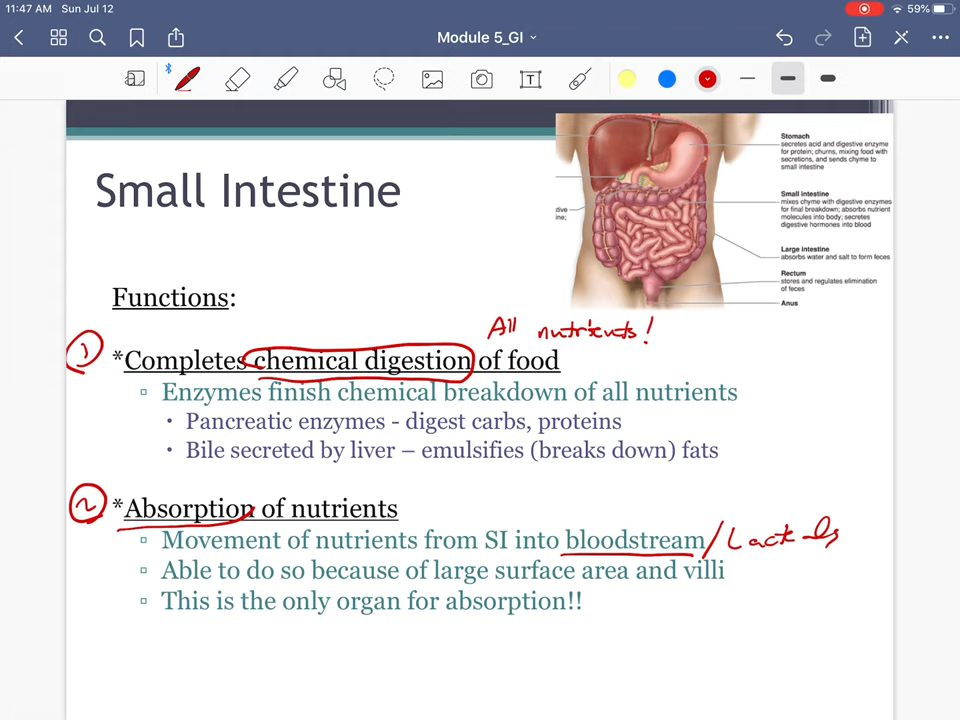 11:47 AM Sun Jul 12
59%
Module 5_GI
T
Small Intestine
Stomach
secretes acid and digestive enzyme
for protein; churns, mixing food with
secretions, and sends chyme to
small intestine
Small intestine
mixes chyme with digestive enzymes
for final breakdown; absorbs nutrient
molecules into body; secretes
digestive hormones into blood
tive
ine;
Large intestine
absorbs water and salt to form feces
Rectum
stores and regulates elimination
of feces
Anus
Functions:
All nutrients!
1
*Completes chemical digestion of food
▫ Enzymes finish chemical breakdown of all nutrients
• Pancreatic enzymes - digest carbs, proteins
• Bile secreted by liver – emulsifies (breaks down) fats
2
*Absorption of nutrients
▫ Movement of nutrients from SI into bloodstream / Lacteals
▫ Able to do so because of large surface area and villi
▫ This is the only organ for absorption!!